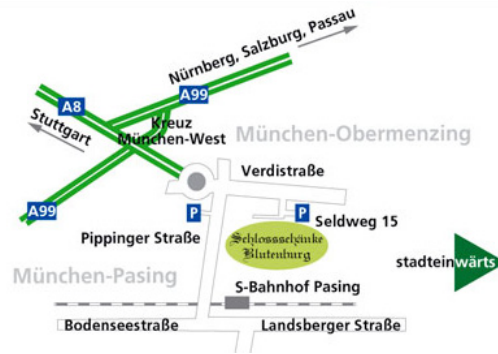 Nürnberg, Salzburg, Passau
A8
A99
Stuttgart
Kreuz
München-West
München-Obermenzing
Verdistraße
A99
P
P
Seldweg 15
Pippinger Straße
Schlossschänke
Blutenburg
München-Pasing
stadteinwärts
S-Bahnhof Pasing
Bodenseestraße
Landsberger Straße